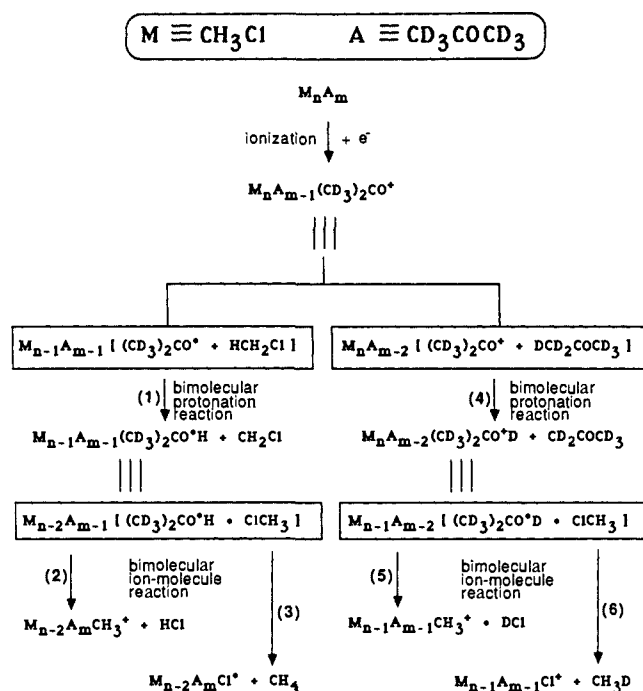 M ≡ CH₃Cl A ≡ CD₃COCD₃
MₙAₘ
ionization + e⁻
MₙAₘ₋₁(CD₃)₂CO⁺
Mₙ₋₁Aₘ₋₁ [ (CD₃)₂CO⁺ + HCH₂Cl ] MₙAₘ₋₂ [ (CD₃)₂CO⁺ + DCD₂COCD₃ ]
(1) bimolecular protonation reaction (4) bimolecular protonation reaction
Mₙ₋₁Aₘ₋₁(CD₃)₂CO⁺H + CH₂Cl MₙAₘ₋₂(CD₃)₂CO⁺D + CD₂COCD₃
Mₙ₋₂Aₘ₋₁ [ (CD₃)₂CO⁺H • ClCH₃ ] Mₙ₋₁Aₘ₋₂ [ (CD₃)₂CO⁺D • ClCH₃ ]
(2) bimolecular ion-molecule reaction (3) (5) bimolecular ion-molecule reaction (6)
Mₙ₋₂AₘCH₃⁺ + HCl Mₙ₋₁Aₘ₋₁CH₃⁺ • DCl
Mₙ₋₂AₘCl⁺ + CH₄ Mₙ₋₁Aₘ₋₁Cl⁺ + CH₃D